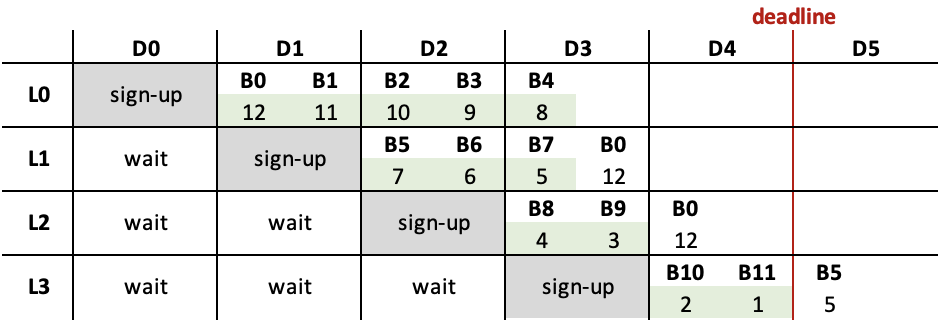 deadline
D0 D1 D2 D3 D4 D5
L0 sign-up B0 B1 B2 B3 B4
12 11 10 9 8
L1 wait sign-up B5 B6 B7 B0
7 6 5 12
L2 wait wait sign-up B8 B9 B0
4 3 12
L3 wait wait wait sign-up B10 B11 B5
2 1 5